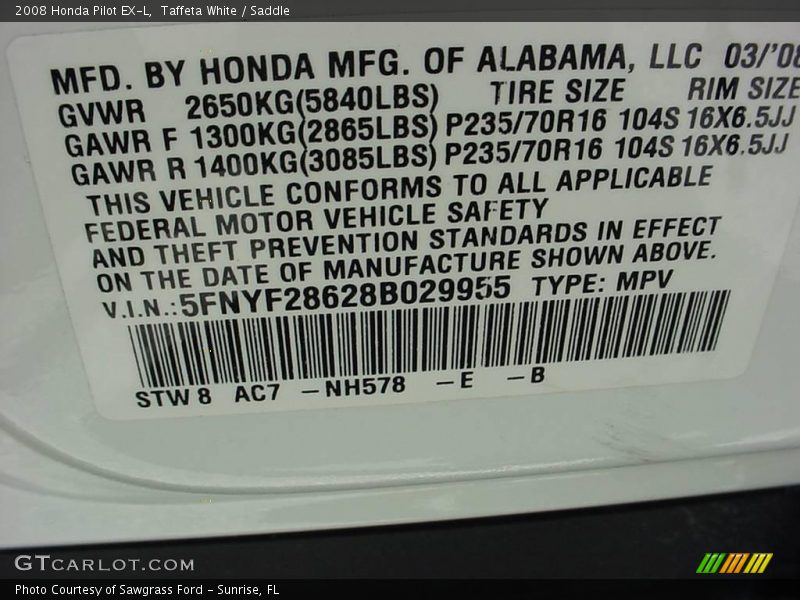 2008 Honda Pilot EX-L, Taffeta White / Saddle
MFD. BY HONDA MFG. OF ALABAMA, LLC 03/'08
GVWR 2650KG(5840LBS) TIRE SIZE RIM SIZE
GAWR F 1300KG(2865LBS) P235/70R16 104S 16X6.5JJ
GAWR R 1400KG(3085LBS) P235/70R16 104S 16X6.5JJ
THIS VEHICLE CONFORMS TO ALL APPLICABLE
FEDERAL MOTOR VEHICLE SAFETY
AND THEFT PREVENTION STANDARDS IN EFFECT
ON THE DATE OF MANUFACTURE SHOWN ABOVE.
V.I.N.:5FNYF28628B029955 TYPE: MPV
STW8 AC7 -NH578 -E -B
GTCARLOT.COM
Photo Courtesy of Sawgrass Ford - Sunrise, FL